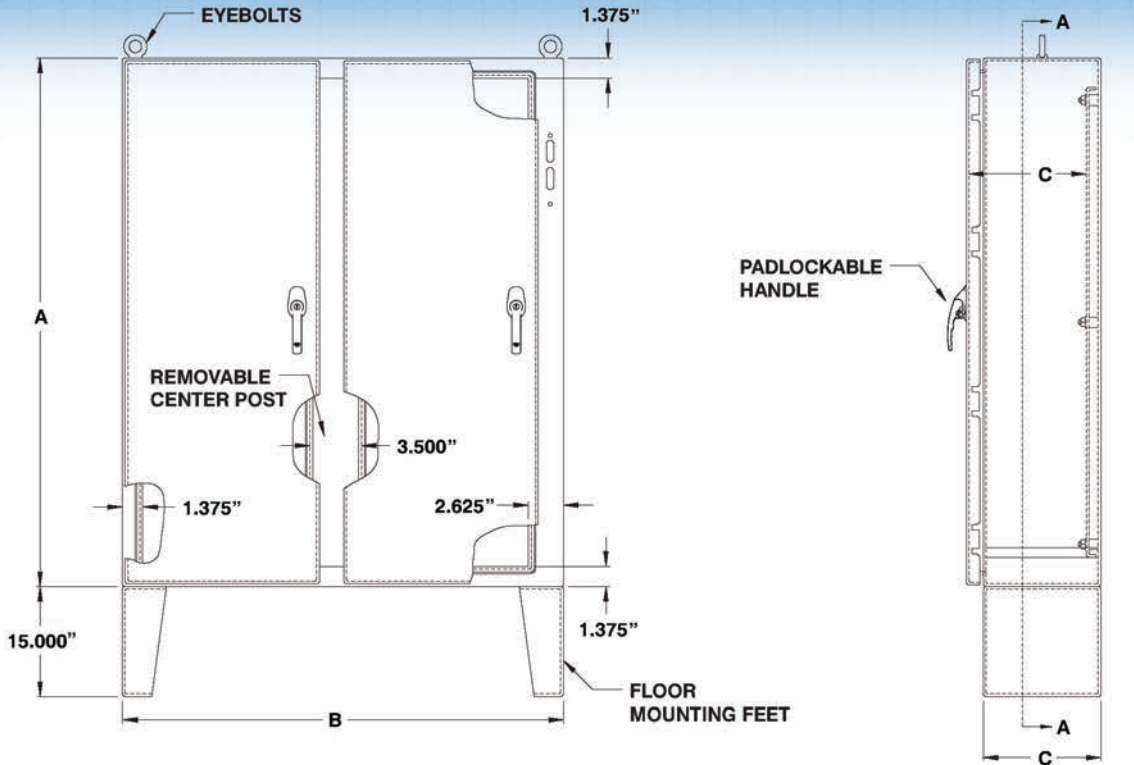 EYEBOLTS
1.375”
A
A
C
PADLOCKABLE
HANDLE
REMOVABLE
CENTER POST
3.500”
1.375”
2.625”
15.000”
1.375”
FLOOR
MOUNTING FEET
B
A
C